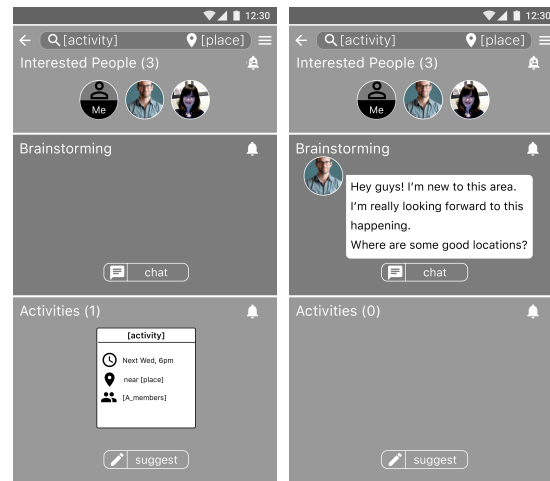 12:30
[activity] [place]
Interested People (3)
Me
Brainstorming
chat
Activities (1)
[activity]
Next Wed, 6pm
near [place]
[A_members]
suggest
12:30
[activity] [place]
Interested People (3)
Me
Brainstorming
Hey guys! I'm new to this area.
I'm really looking forward to this
happening.
Where are some good locations?
chat
Activities (0)
suggest